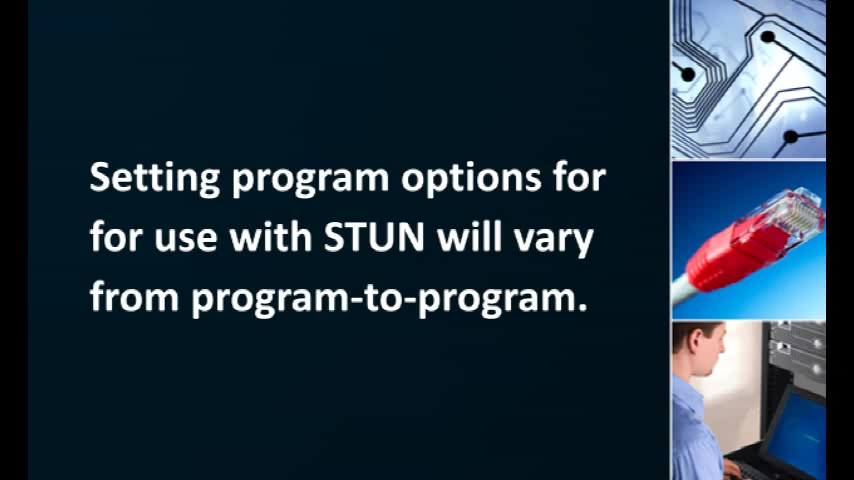 Setting program options for
for use with STUN will vary
from program-to-program.